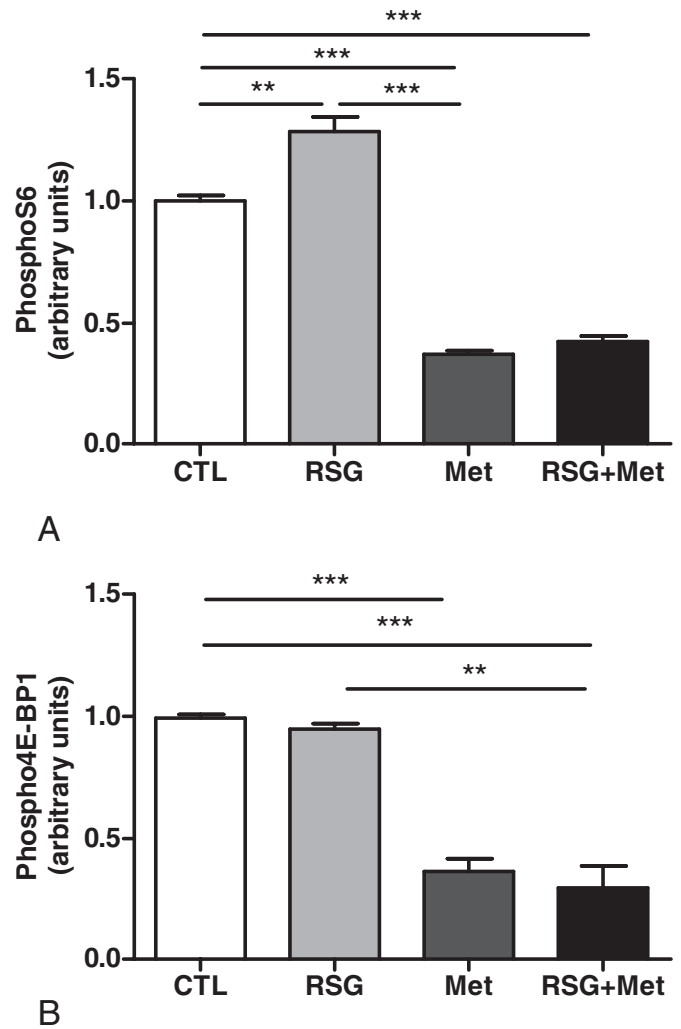 ***
***
** ***
1.5
1.0
0.5
0.0
PhosphoS6
(arbitrary units)
CTL RSG Met RSG+Met
A
***
***
**
1.5
1.0
0.5
0.0
Phospho4E-BP1
(arbitrary units)
CTL RSG Met RSG+Met
B